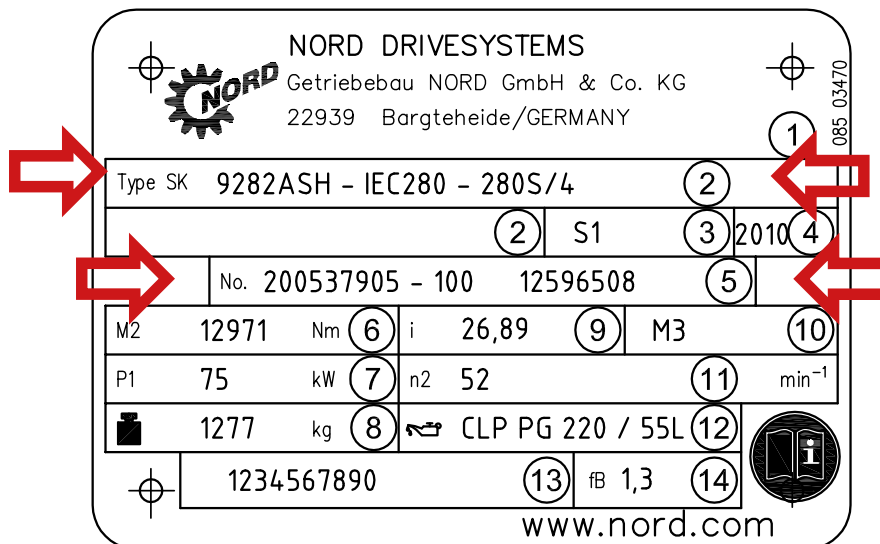 NORD DRIVESYSTEMS
NORD Getriebebau NORD GmbH & Co. KG
22939 Bargteheide/GERMANY
085 03470
1
Type SK 9282ASH - IEC280 - 280S/4 2
2 S1 3 2010 4
No. 200537905 - 100 12596508 5
M2 12971 Nm 6 i 26,89 9 M3 10
P1 75 kW 7 n2 52 11 min⁻¹
1277 kg 8 CLP PG 220 / 55L 12
1234567890 13 fB 1,3 14
i
www.nord.com